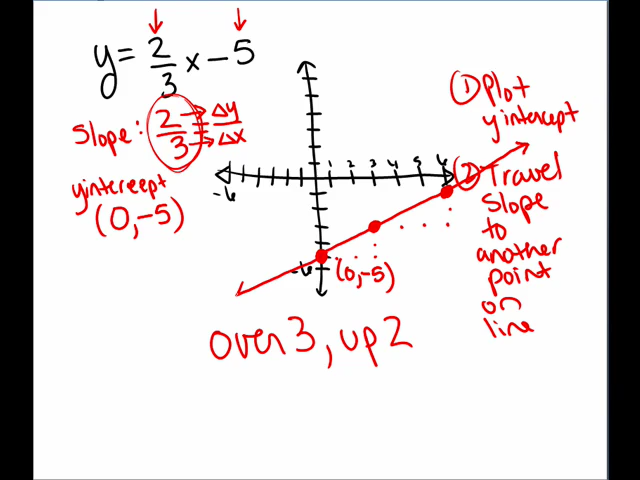 y = 2/3 x - 5
Slope: 2/3 → Δy
→ Δx
y intercept
(0,-5)
-6
1 2 3 4 5 6
-6
(0,-5)
① Plot
y intercept
② Travel
Slope
to
another
point
on
line
over 3, up 2